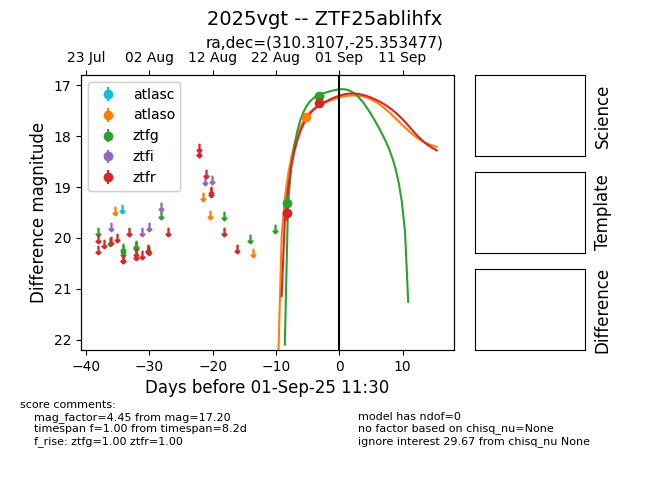 2025vgt -- ZTF25ablihfx
ra,dec=(310.3107,-25.353477)
23 Jul 02 Aug 12 Aug 22 Aug 01 Sep 11 Sep
17
18
19
20
21
22
Difference magnitude
atlasc
atlaso
ztfg
ztfi
ztfr
−40 −30 −20 −10 0 10
Days before 01-Sep-25 11:30
Science
Template
Difference
score comments:
mag_factor=4.45 from mag=17.20
timespan f=1.00 from timespan=8.2d
f_rise: ztfg=1.00 ztfr=1.00
model has ndof=0
no factor based on chisq_nu=None
ignore interest 29.67 from chisq_nu None